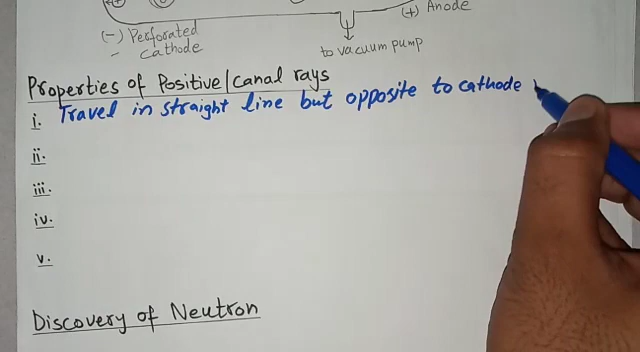 (+) Anode
(-) Perforated
cathode
to vacuum pump
Properties of Positive/Canal rays
i. Travel in straight line but opposite to cathode
ii.
iii.
iv.
v.
Discovery of Neutron